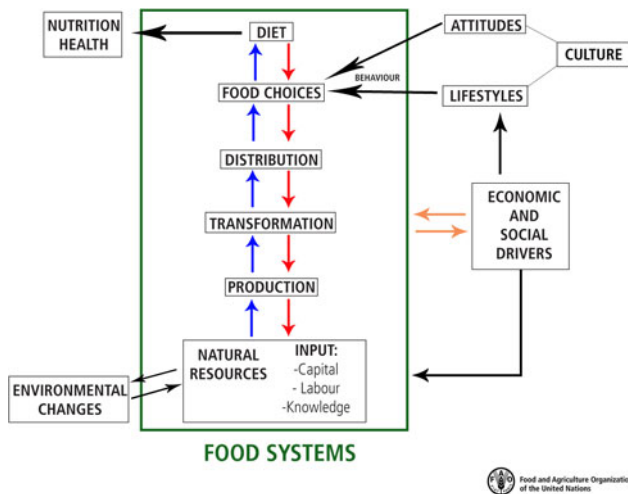 NUTRITION
HEALTH
DIET
ATTITUDES
CULTURE
BEHAVIOUR
FOOD CHOICES
LIFESTYLES
DISTRIBUTION
TRANSFORMATION
ECONOMIC
AND
SOCIAL
DRIVERS
PRODUCTION
NATURAL
RESOURCES
INPUT:
-Capital
- Labour
-Knowledge
ENVIRONMENTAL
CHANGES
FOOD SYSTEMS
Food and Agriculture Organizatio
of the United Nations